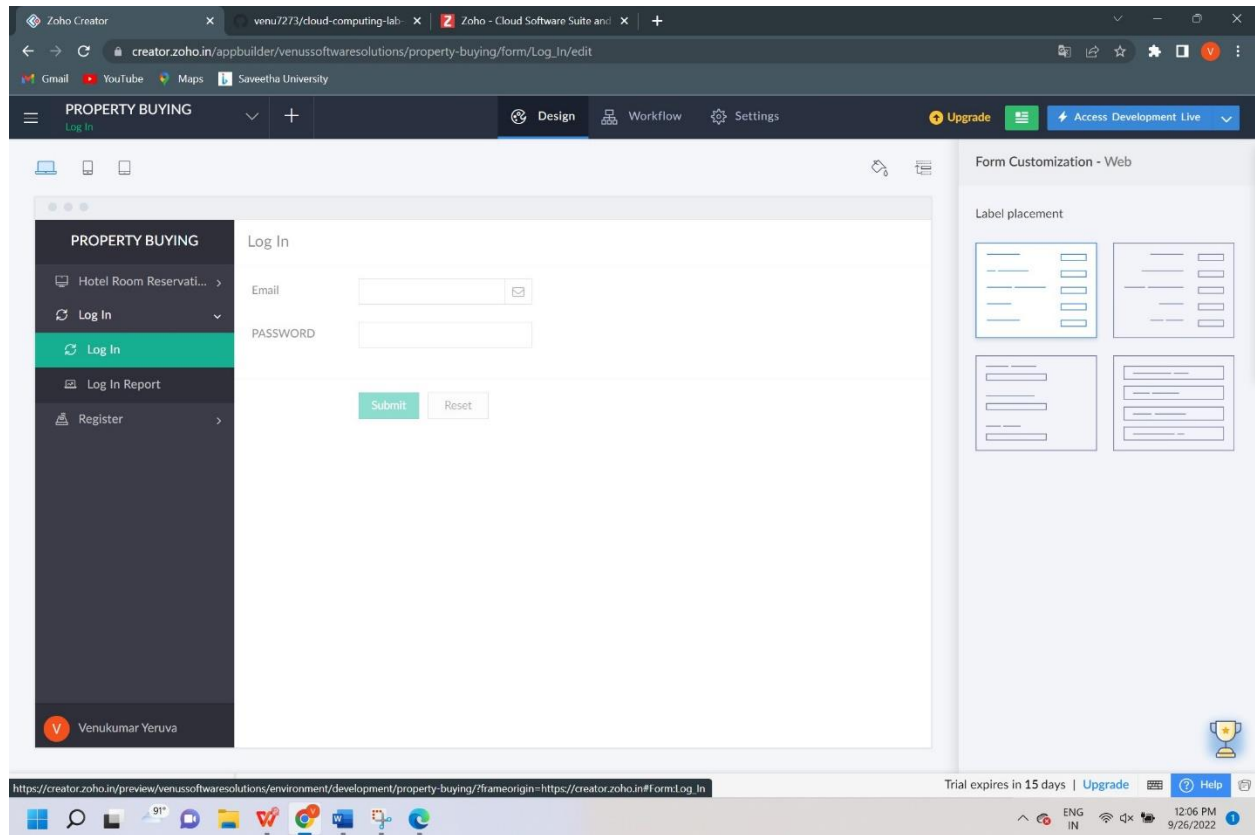 Zoho Creator
venu7273/cloud-computing-lab-
Zoho - Cloud Software Suite and
creator.zoho.in/appbuilder/venussoftwaresolutions/property-buying/form/Log_In/edit
Gmail YouTube Maps Saveetha University
PROPERTY BUYING
Log In
Design Workflow Settings
Upgrade
Access Development Live
Form Customization - Web
Label placement
PROPERTY BUYING
Hotel Room Reservati...
Log In
Log In
Log In Report
Register
Log In
Email
PASSWORD
Submit Reset
V Venukumar Yeruva
https://creator.zoho.in/preview/venussoftwaresolutions/environment/development/property-buying/?frameorigin=https://creator.zoho.in#Form:Log_In
Trial expires in 15 days | Upgrade
Help
91°
ENG
IN
12:06 PM
9/26/2022
1